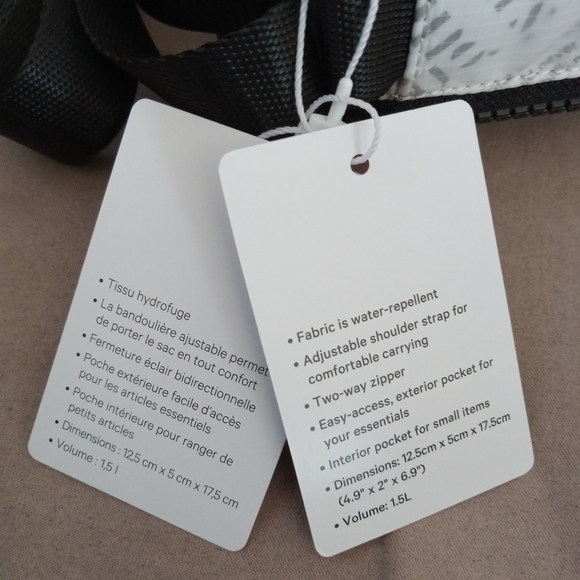 • Tissu hydrofuge
• La bandoulière ajustable permet
de porter le sac en tout confort
• Fermeture éclair bidirectionnelle
• Poche extérieure facile d'accès
pour les articles essentiels
• Poche intérieure pour ranger de
petits articles
• Dimensions : 12,5 cm x 5 cm x 17,5 cm
• Volume : 1,5 l
• Fabric is water-repellent
• Adjustable shoulder strap for
comfortable carrying
• Two-way zipper
• Easy-access, exterior pocket for
your essentials
• Interior pocket for small items
• Dimensions: 12.5cm x 5cm x 17.5cm
(4.9" x 2" x 6.9")
• Volume: 1.5L